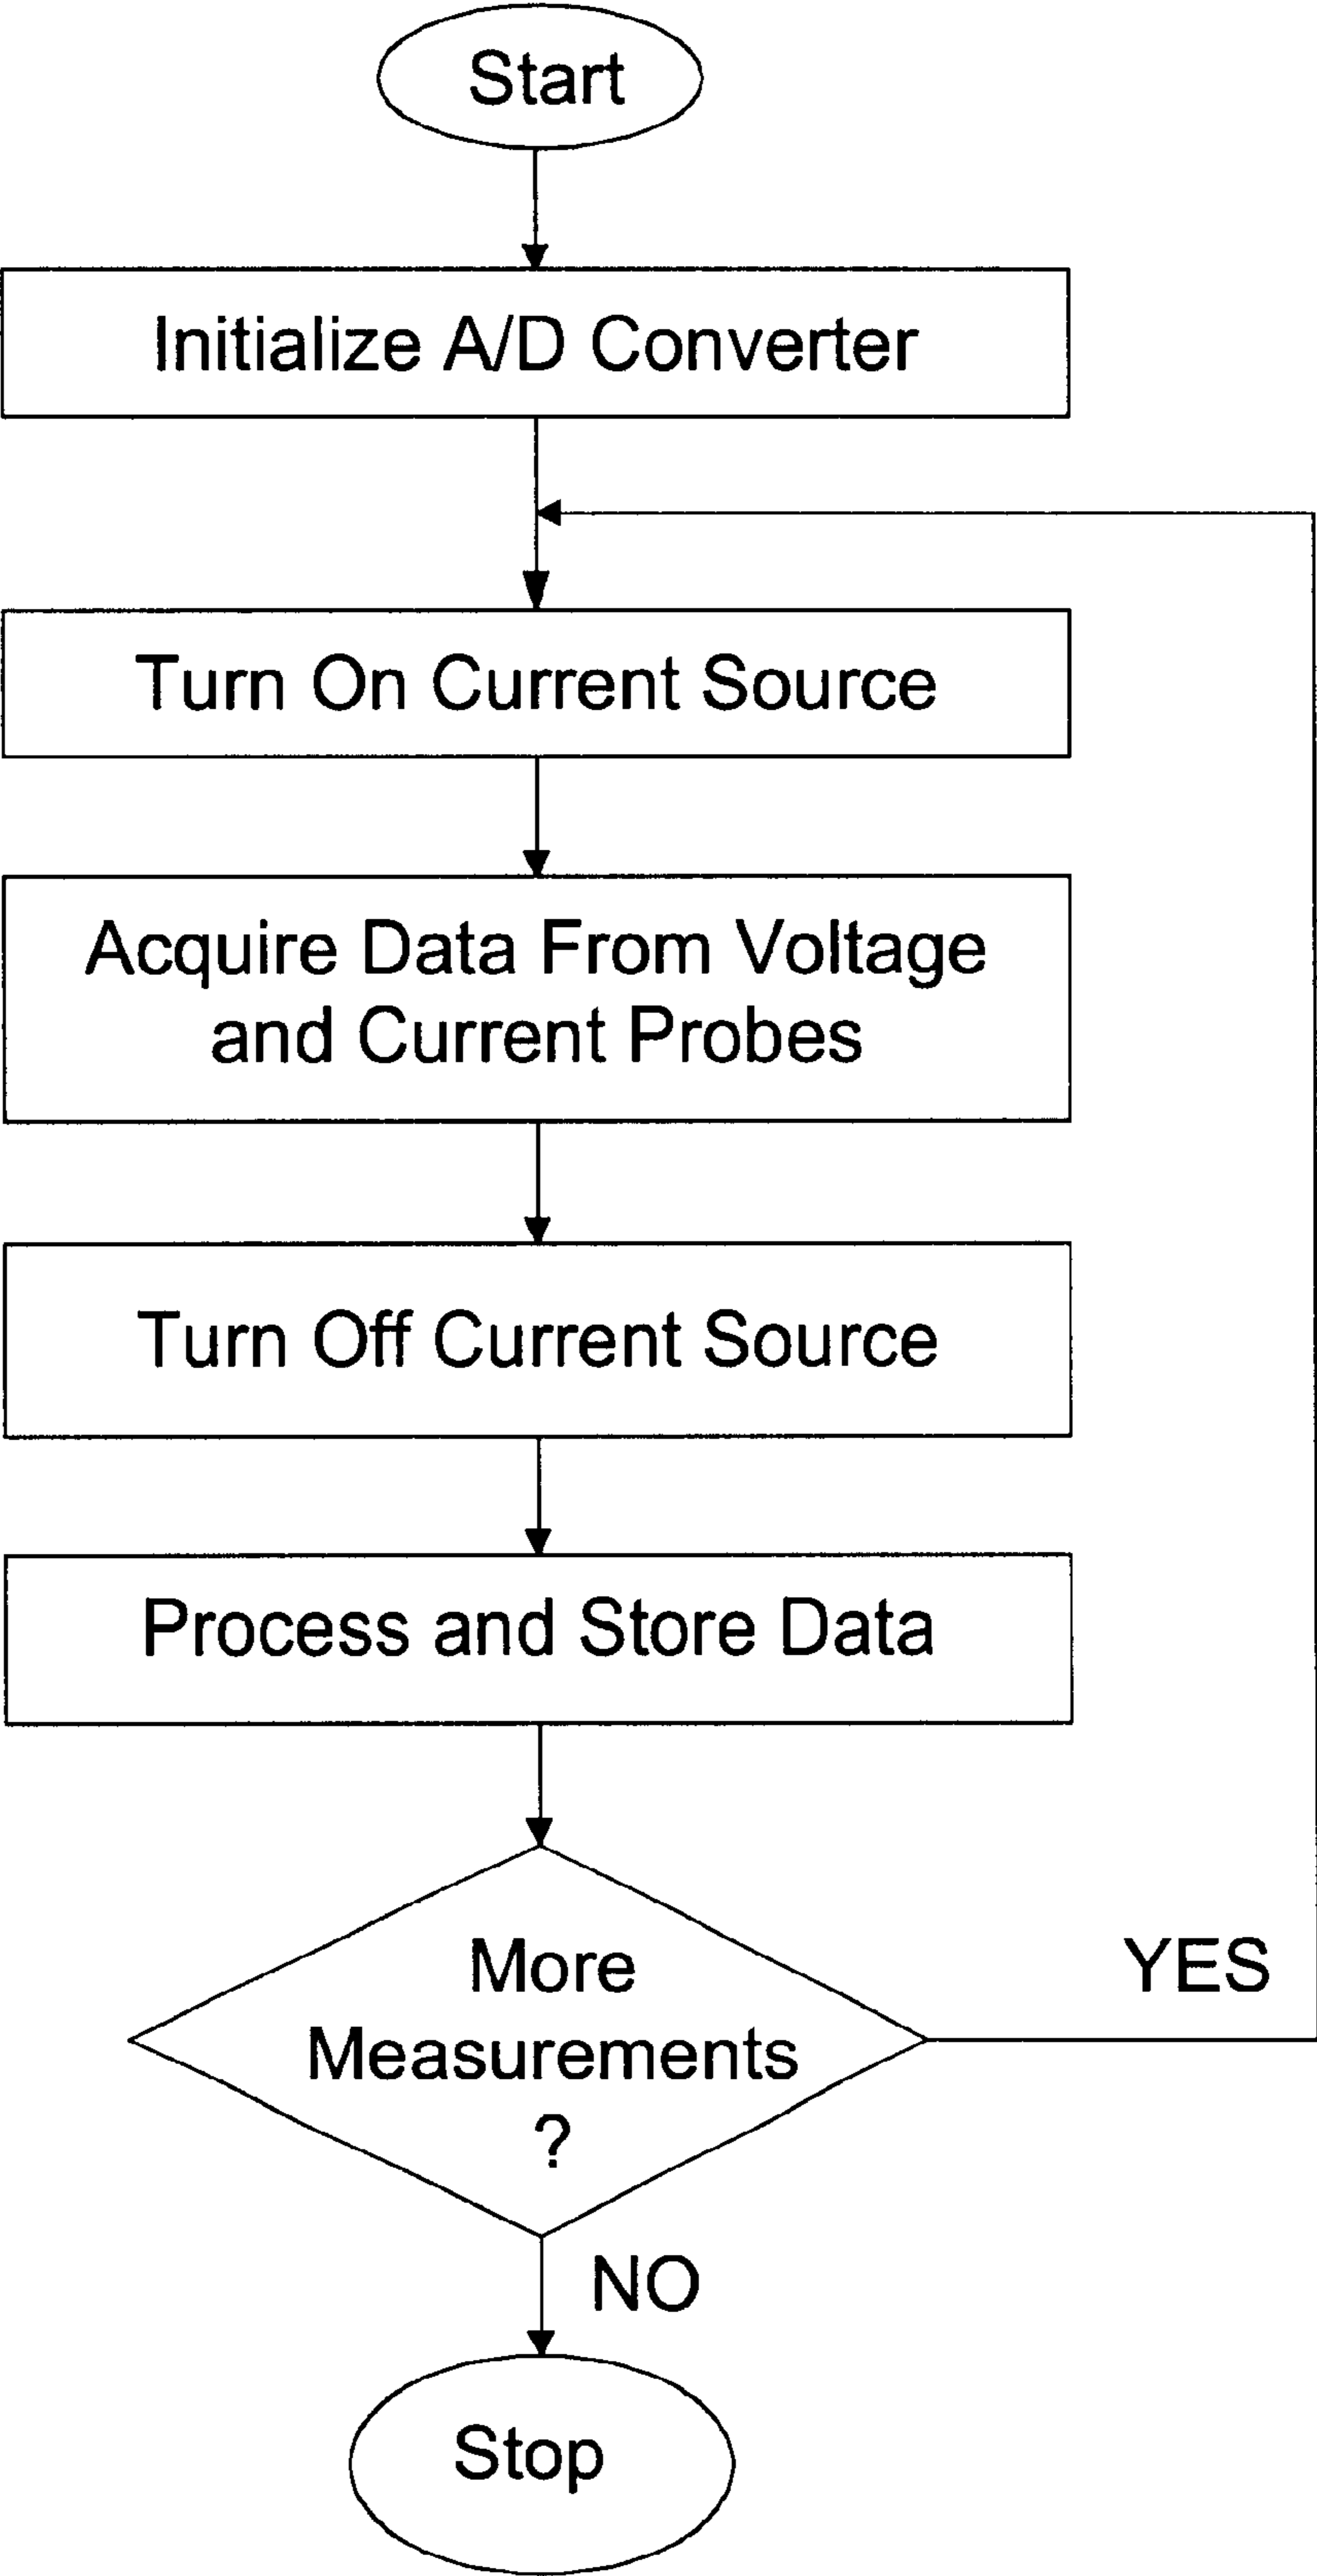 Start
Initialize A/D Converter
Turn On Current Source
Acquire Data From Voltage
and Current Probes
Turn Off Current Source
Process and Store Data
More
Measurements
?
YES
NO
Stop